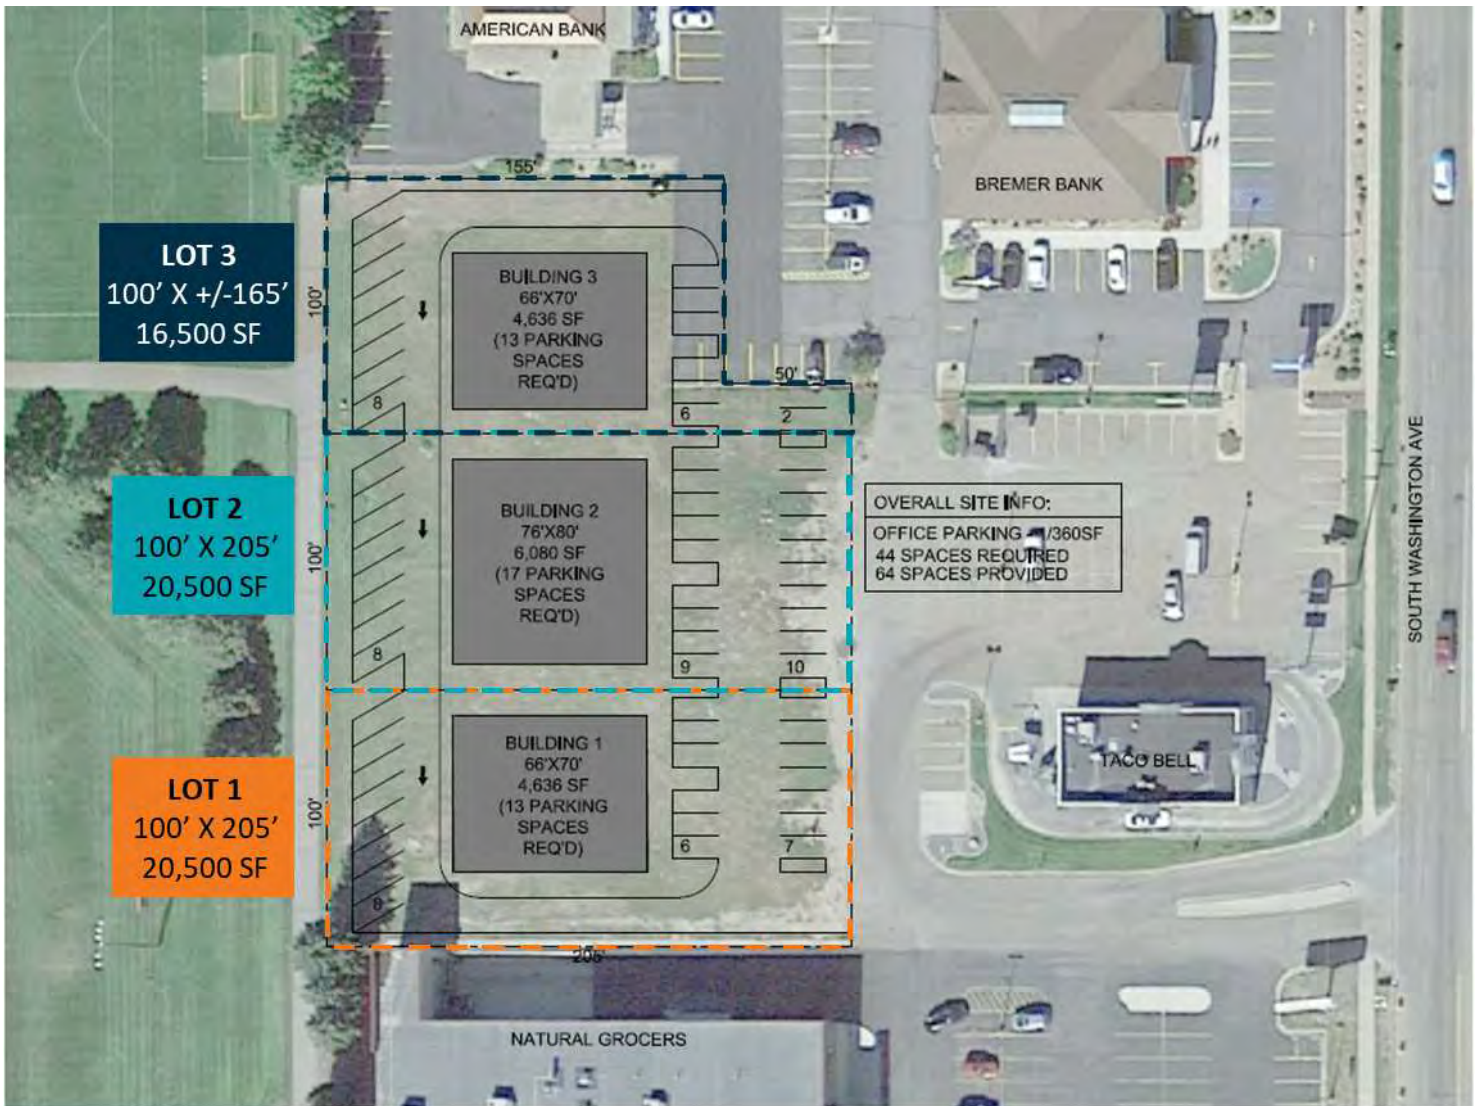 AMERICAN BANK
BREMER BANK
155'
LOT 3
100' X +/-165'
16,500 SF
100'
BUILDING 3
66'X70'
4,636 SF
(13 PARKING
SPACES
REQ'D)
50'
8
6
2
LOT 2
100' X 205'
20,500 SF
100'
BUILDING 2
76'X80'
6,080 SF
(17 PARKING
SPACES
REQ'D)
8
9
10
OVERALL SITE INFO:
OFFICE PARKING /360SF
44 SPACES REQUIRED
64 SPACES PROVIDED
SOUTH WASHINGTON AVE
LOT 1
100' X 205'
20,500 SF
100'
BUILDING 1
66'X70'
4,636 SF
(13 PARKING
SPACES
REQ'D)
8
6
7
TACO BELL
205'
NATURAL GROCERS